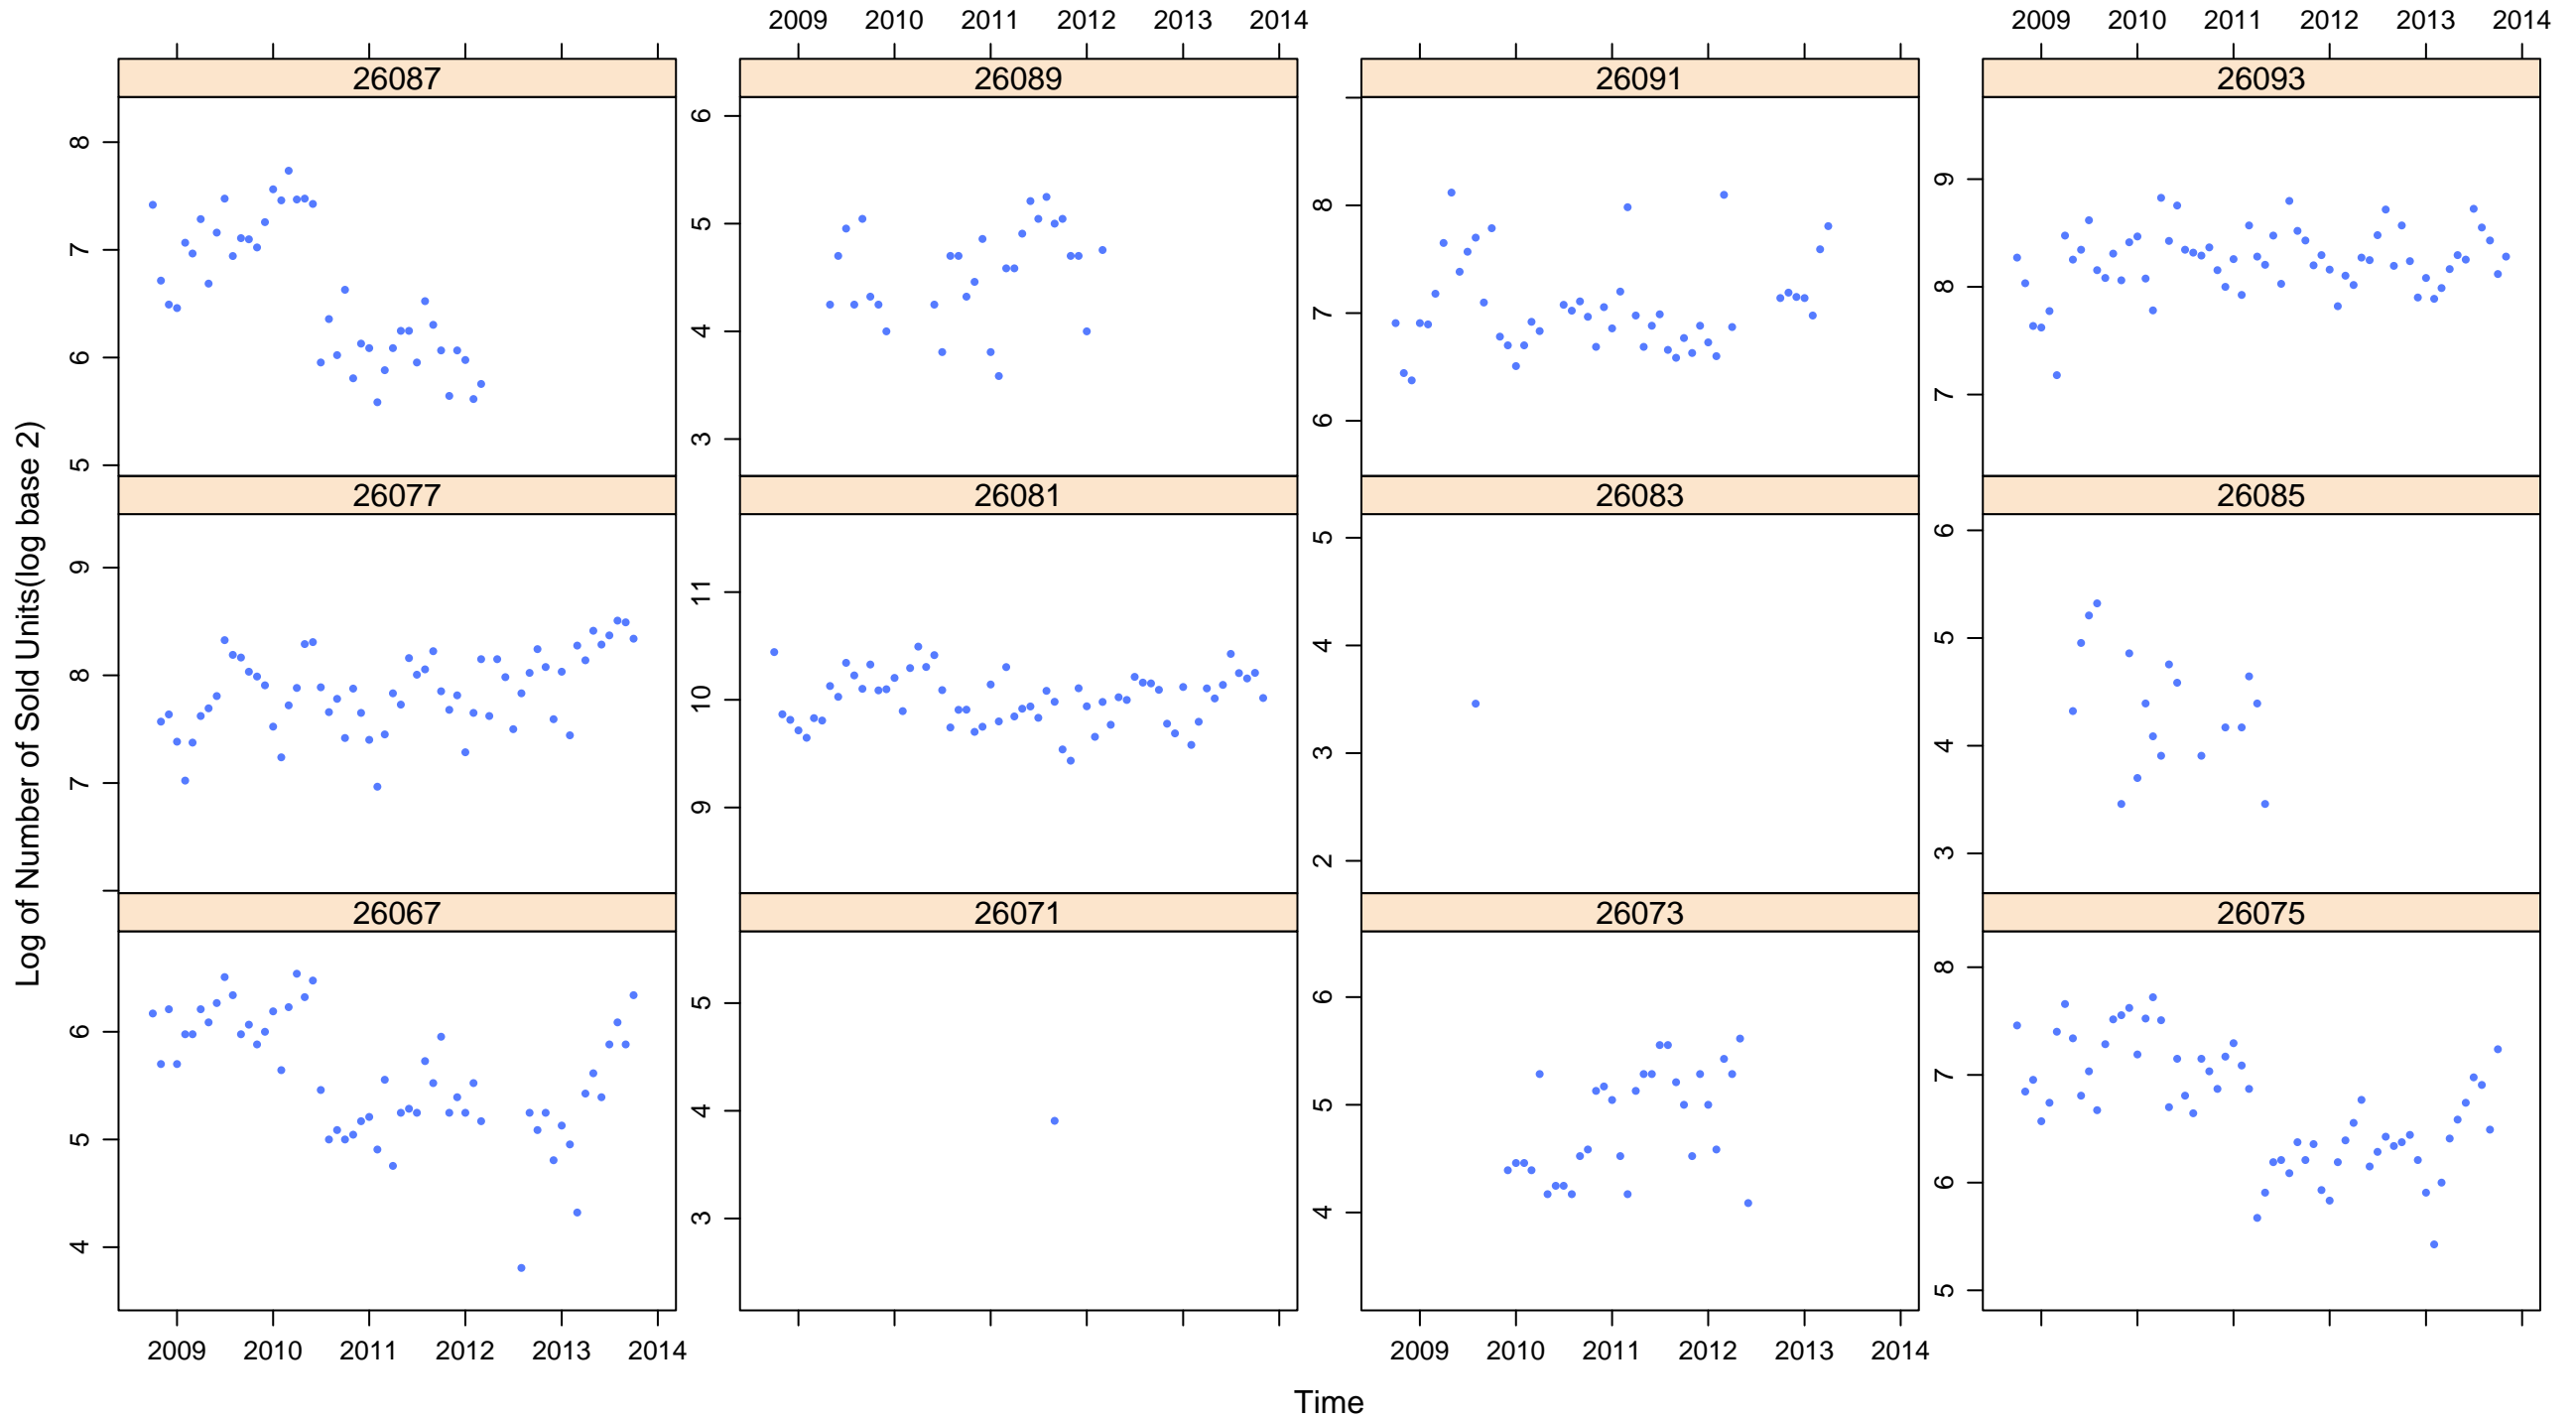 2009 2010 2011 2012 2013 2014 2009 2010 2011 2012 2013 2014
26087 26089 26091 26093
8 7 6 5
6 5 4 3
8 7 6
9 8 7
26077 26081 26083 26085
9 8 7
11 10 9
5 4 3 2
6 5 4 3
26067 26071 26073 26075
6 5 4
5 4 3
6 5 4
8 7 6 5
2009 2010 2011 2012 2013 2014 2009 2010 2011 2012 2013 2014
Log of Number of Sold Units(log base 2)
Time